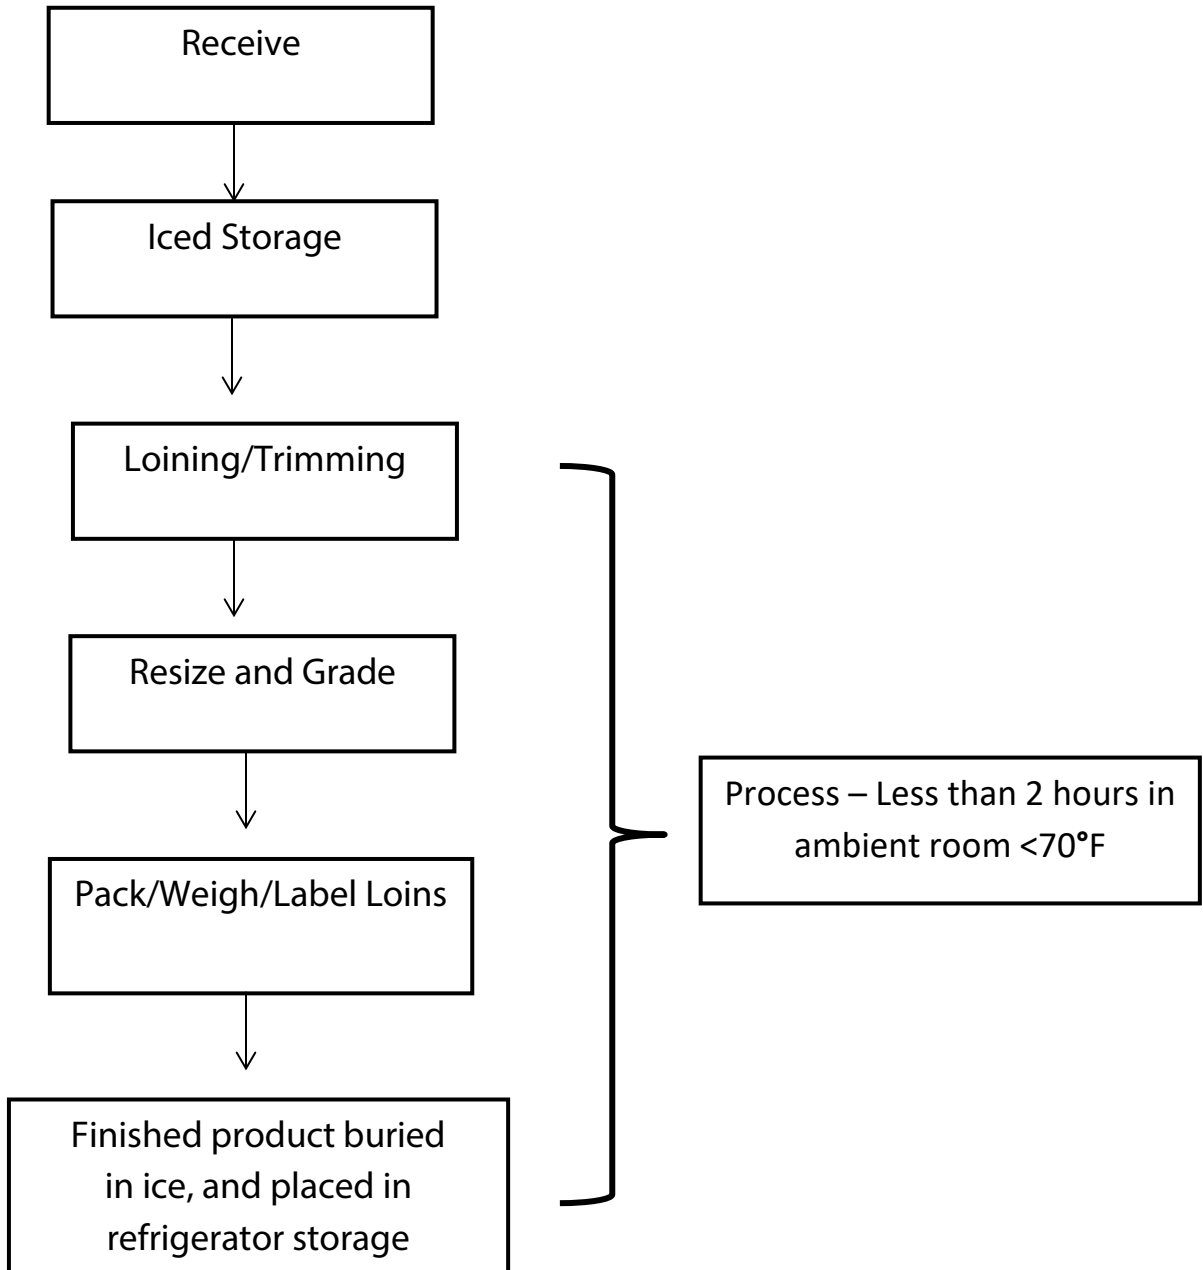 Receive
Iced Storage
Loining/Trimming
Resize and Grade
Pack/Weigh/Label Loins
Process – Less than 2 hours in
ambient room <70°F
Finished product buried
in ice, and placed in
refrigerator storage